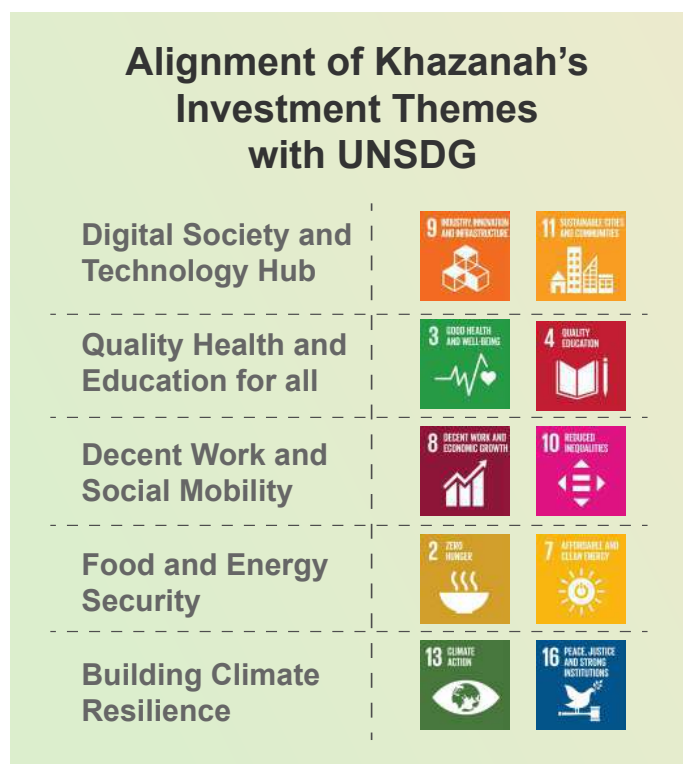 Alignment of Khazanah's
Investment Themes
with UNSDG
Digital Society and
Technology Hub
9 INDUSTRY, INNOVATION
AND INFRASTRUCTURE
11 SUSTAINABLE CITIES
AND COMMUNITIES
Quality Health and
Education for all
3 GOOD HEALTH
AND WELL-BEING
4 QUALITY
EDUCATION
Decent Work and
Social Mobility
8 DECENT WORK AND
ECONOMIC GROWTH
10 REDUCED
INEQUALITIES
Food and Energy
Security
2 ZERO
HUNGER
7 AFFORDABLE AND
CLEAN ENERGY
Building Climate
Resilience
13 CLIMATE
ACTION
16 PEACE, JUSTICE
AND STRONG
INSTITUTIONS